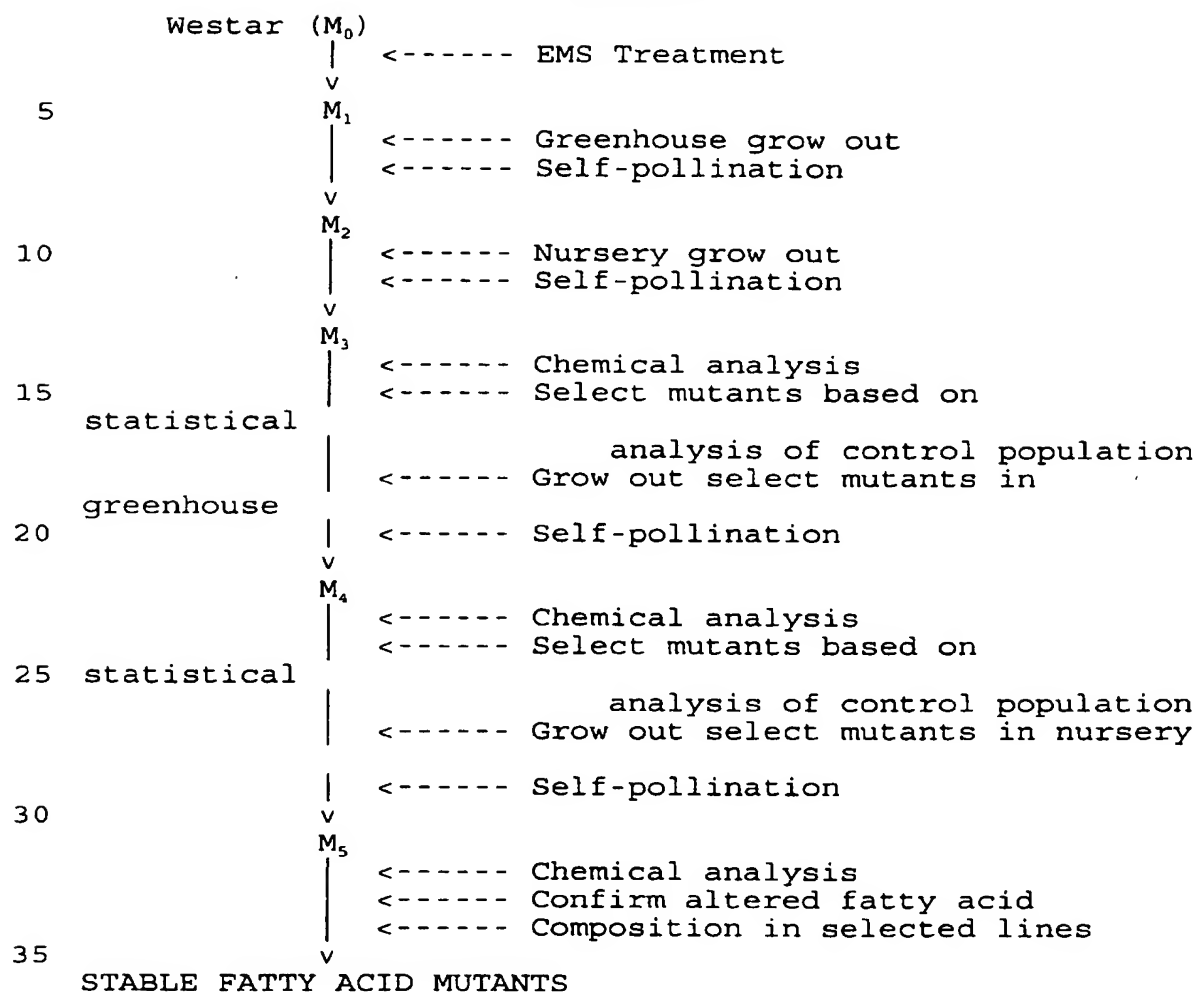 Westar (M₀)
<------ EMS Treatment
v
5 M₁
<------ Greenhouse grow out
<------ Self-pollination
v
M₂
10 <------ Nursery grow out
<------ Self-pollination
v
M₃
<------ Chemical analysis
15 <------ Select mutants based on
statistical
analysis of control population
<------ Grow out select mutants in
greenhouse
20 <------ Self-pollination
v
M₄
<------ Chemical analysis
<------ Select mutants based on
25 statistical
analysis of control population
<------ Grow out select mutants in nursery
<------ Self-pollination
30 v
M₅
<------ Chemical analysis
<------ Confirm altered fatty acid
<------ Composition in selected lines
35 v
STABLE FATTY ACID MUTANTS